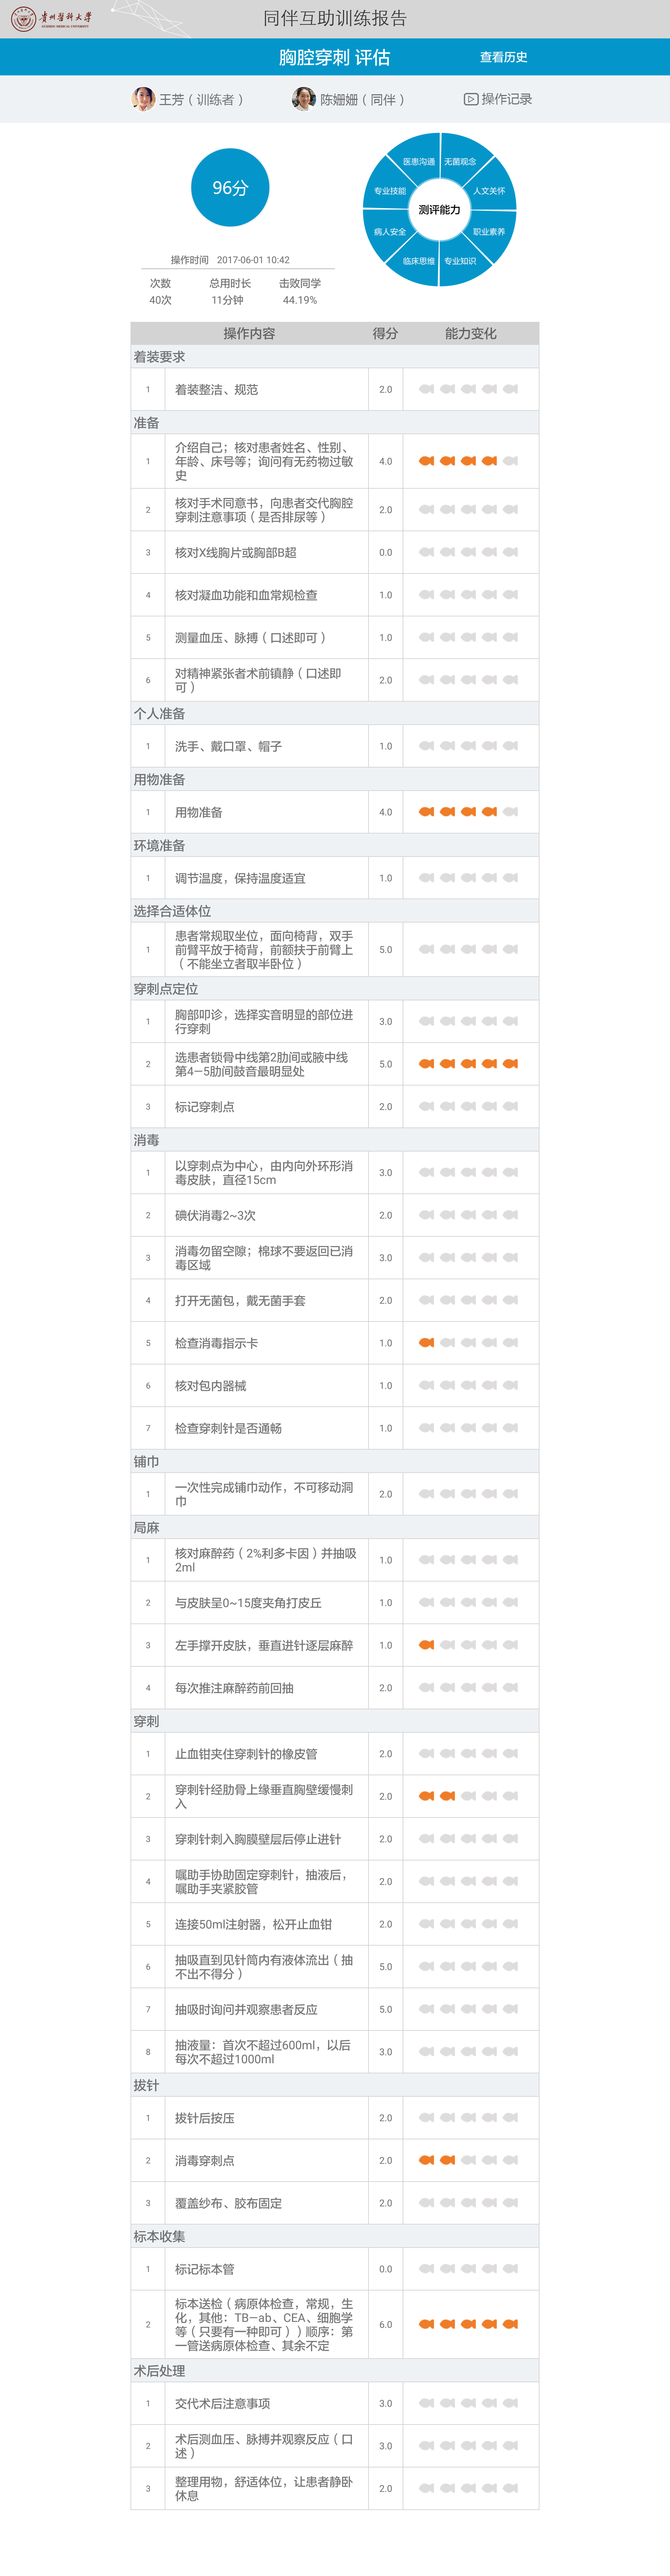 贵州医科大学
GUIZHOU MEDICAL UNIVERSITY
同伴互助训练报告
胸腔穿刺 评估
查看历史
王芳（训练者）
陈姗姗（同伴）
操作记录
96分
操作时间 2017-06-01 10:42
次数 总用时长 击败同学
40次 11分钟 44.19%
医患沟通 无菌观念
专业技能 人文关怀
测评能力
病人安全 职业素养
临床思维 专业知识
操作内容 得分 能力变化
着装要求
1 着装整洁、规范 2.0
准备
1 介绍自己；核对患者姓名、性别、
年龄、床号等；询问有无药物过敏
史 4.0
2 核对手术同意书，向患者交代胸腔
穿刺注意事项（是否排尿等） 2.0
3 核对X线胸片或胸部B超 0.0
4 核对凝血功能和血常规检查 1.0
5 测量血压、脉搏（口述即可） 1.0
6 对精神紧张者术前镇静（口述即
可） 2.0
个人准备
1 洗手、戴口罩、帽子 1.0
用物准备
1 用物准备 4.0
环境准备
1 调节温度，保持温度适宜 1.0
选择合适体位
1 患者常规取坐位，面向椅背，双手
前臂平放于椅背，前额扶于前臂上
（不能坐立者取半卧位） 5.0
穿刺点定位
1 胸部叩诊，选择实音明显的部位进
行穿刺 3.0
2 选患者锁骨中线第2肋间或腋中线
第4—5肋间鼓音最明显处 5.0
3 标记穿刺点 2.0
消毒
1 以穿刺点为中心，由内向外环形消
毒皮肤，直径15cm 3.0
2 碘伏消毒2~3次 2.0
3 消毒勿留空隙；棉球不要返回已消
毒区域 3.0
4 打开无菌包，戴无菌手套 2.0
5 检查消毒指示卡 1.0
6 核对包内器械 1.0
7 检查穿刺针是否通畅 1.0
铺巾
1 一次性完成铺巾动作，不可移动洞
巾 2.0
局麻
1 核对麻醉药（2%利多卡因）并抽吸
2ml 1.0
2 与皮肤呈0~15度夹角打皮丘 1.0
3 左手撑开皮肤，垂直进针逐层麻醉 1.0
4 每次推注麻醉药前回抽 2.0
穿刺
1 止血钳夹住穿刺针的橡皮管 2.0
2 穿刺针经肋骨上缘垂直胸壁缓慢刺
入 2.0
3 穿刺针刺入胸膜壁层后停止进针 2.0
4 嘱助手协助固定穿刺针，抽液后，
嘱助手夹紧胶管 2.0
5 连接50ml注射器，松开止血钳 2.0
6 抽吸直到见针筒内有液体流出（抽
不出不得分） 5.0
7 抽吸时询问并观察患者反应 5.0
8 抽液量：首次不超过600ml，以后
每次不超过1000ml 3.0
拔针
1 拔针后按压 2.0
2 消毒穿刺点 2.0
3 覆盖纱布、胶布固定 2.0
标本收集
1 标记标本管 0.0
2 标本送检（病原体检查，常规，生
化，其他：TB—ab、CEA、细胞学
等（只要有一种即可））顺序：第
一管送病原体检查、其余不定 6.0
术后处理
1 交代术后注意事项 3.0
2 术后测血压、脉搏并观察反应（口
述） 3.0
3 整理用物，舒适体位，让患者静卧
休息 2.0